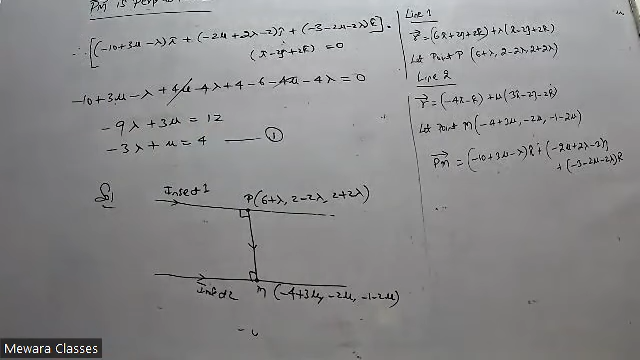 PM is Perp
∴ [(-10+3μ-λ)î + (-2μ+2λ-2)ĵ + (-3-2μ-2λ)k̂] .
(î-2ĵ+2k̂) = 0
-10+3μ-λ+4μ-4λ+4-6-4μ-4λ=0
-9λ+3μ = 12
-3λ+μ = 4 —— ①
Sol
Insect 1
P(6+λ, 2-2λ, 2+2λ)
Insect 2
M (-4+3μ, -2μ, -1-2μ)
Line 1
r⃗=(6î+2ĵ+2k̂)+λ(î-2ĵ+2k̂)
Let Point P (6+λ, 2-2λ, 2+2λ)
Line 2
r⃗=(-4î-k̂)+μ(3î-2ĵ-2k̂)
Let Point M(-4+3μ, -2μ, -1-2μ)
PM⃗ = (-10+3μ-λ)î+(-2μ+2λ-2)ĵ
+(-3-2μ-2λ)k̂
Mewara Classes